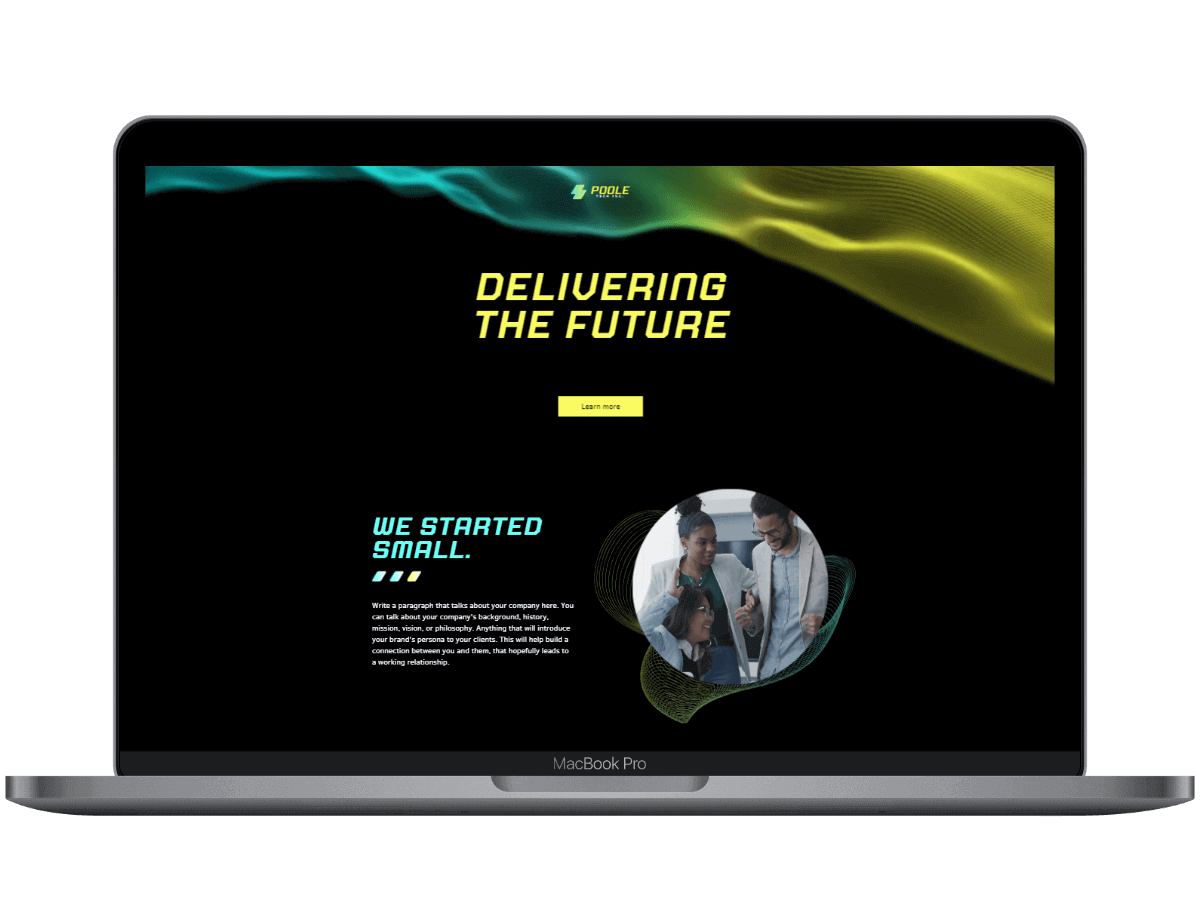 POOLE
TECH INC.
DELIVERING
THE FUTURE
Learn more
WE STARTED
SMALL.
Write a paragraph that talks about your company here. You
can talk about your company's background, history,
mission, vision, or philosophy. Anything that will introduce
your brand's persona to your clients. This will help build a
connection between you and them, that hopefully leads to
a working relationship.
MacBook Pro